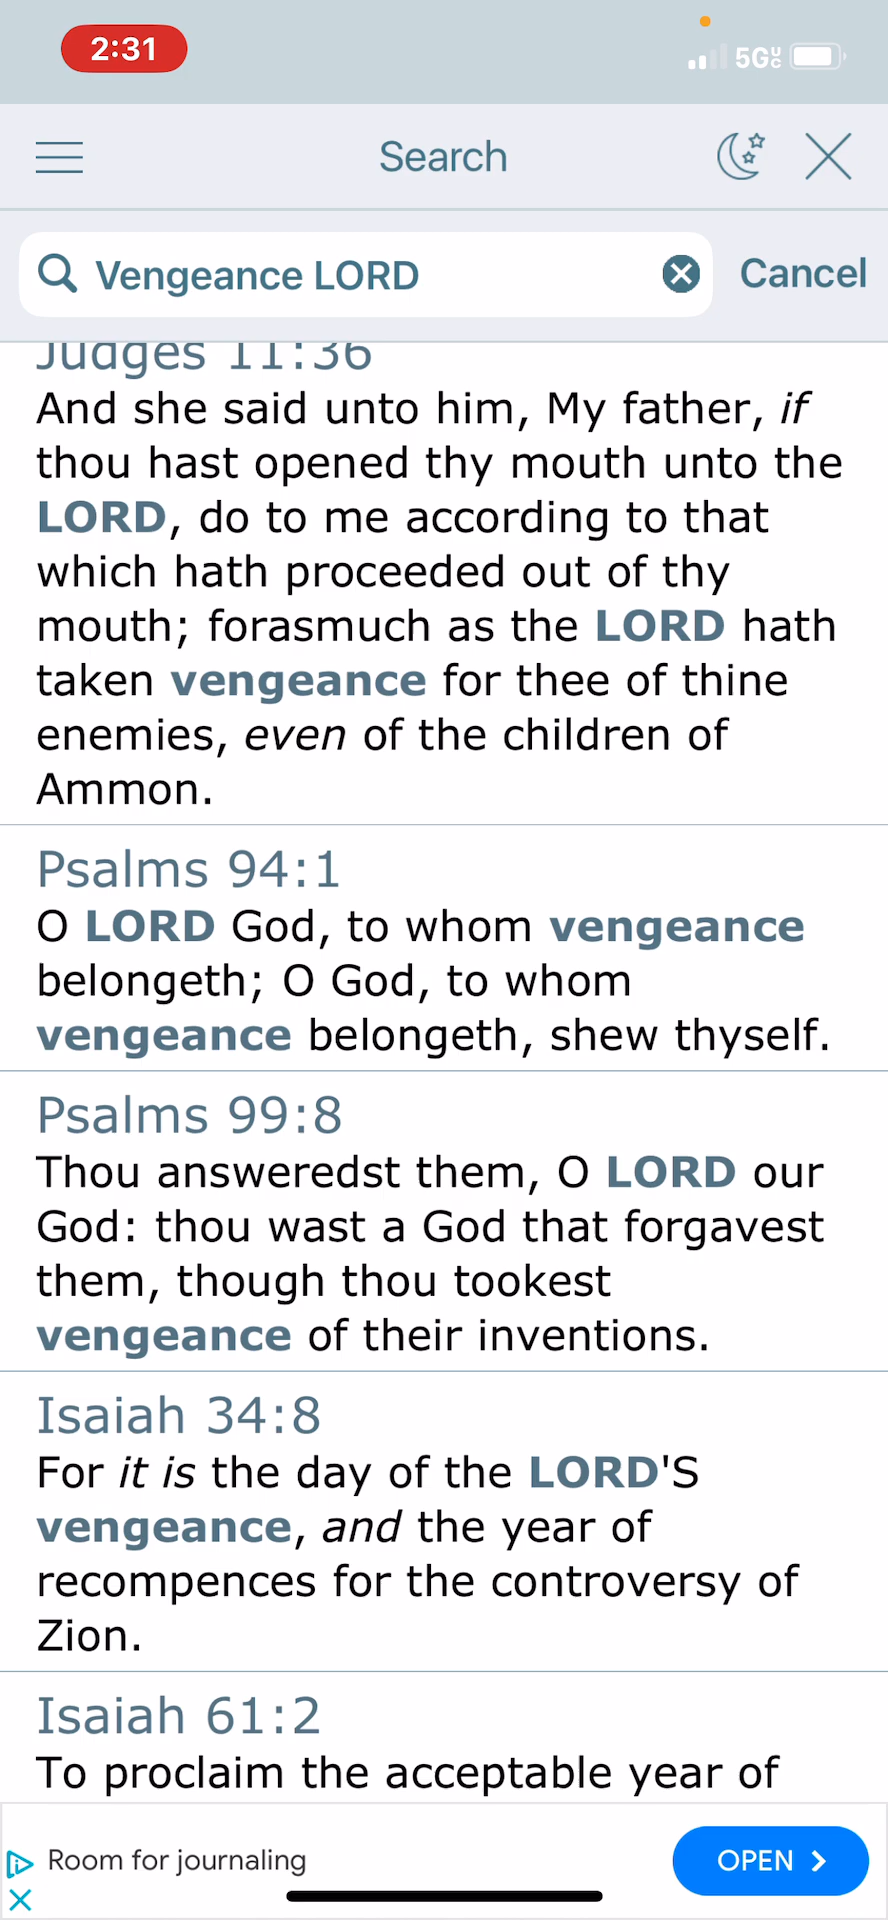 2:31
5GUC
Search
Vengeance LORD
Cancel
Judges 11:36
And she said unto him, My father, if
thou hast opened thy mouth unto the
LORD, do to me according to that
which hath proceeded out of thy
mouth; forasmuch as the LORD hath
taken vengeance for thee of thine
enemies, even of the children of
Ammon.
Psalms 94:1
O LORD God, to whom vengeance
belongeth; O God, to whom
vengeance belongeth, shew thyself.
Psalms 99:8
Thou answeredst them, O LORD our
God: thou wast a God that forgavest
them, though thou tookest
vengeance of their inventions.
Isaiah 34:8
For it is the day of the LORD'S
vengeance, and the year of
recompences for the controversy of
Zion.
Isaiah 61:2
To proclaim the acceptable year of
Room for journaling
OPEN